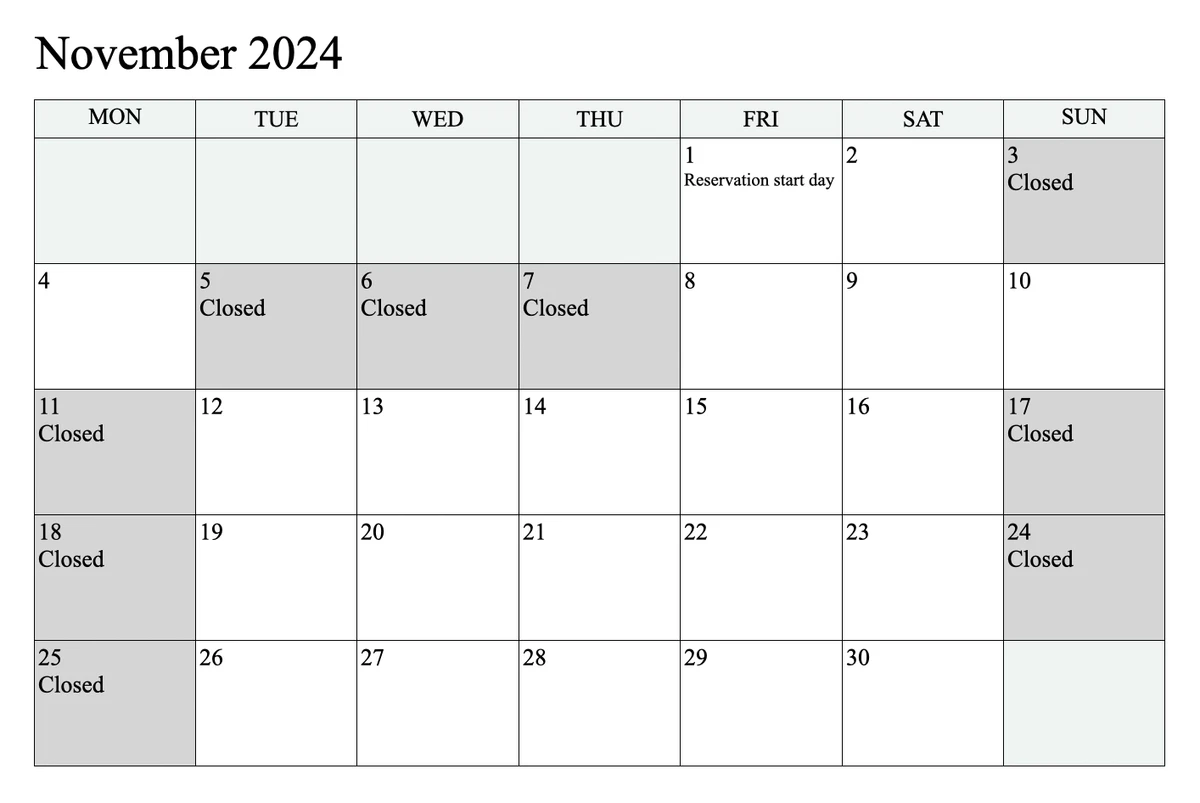 November 2024
MON TUE WED THU FRI SAT SUN
1 2 3
Reservation start day Closed
4 5 6 7 8 9 10
Closed Closed Closed
11 12 13 14 15 16 17
Closed Closed
18 19 20 21 22 23 24
Closed Closed
25 26 27 28 29 30
Closed